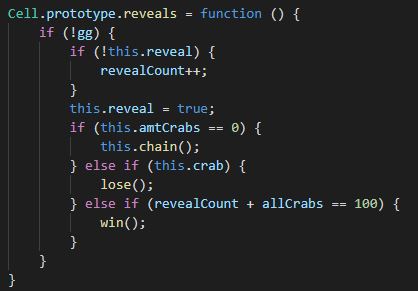 Cell.prototype.reveals = function () {
    if (!gg) {
        if (!this.reveal) {
            revealCount++;
        }
        this.reveal = true;
        if (this.amtCrabs == 0) {
            this.chain();
        } else if (this.crab) {
            lose();
        } else if (revealCount + allCrabs == 100) {
            win();
        }
    }
}